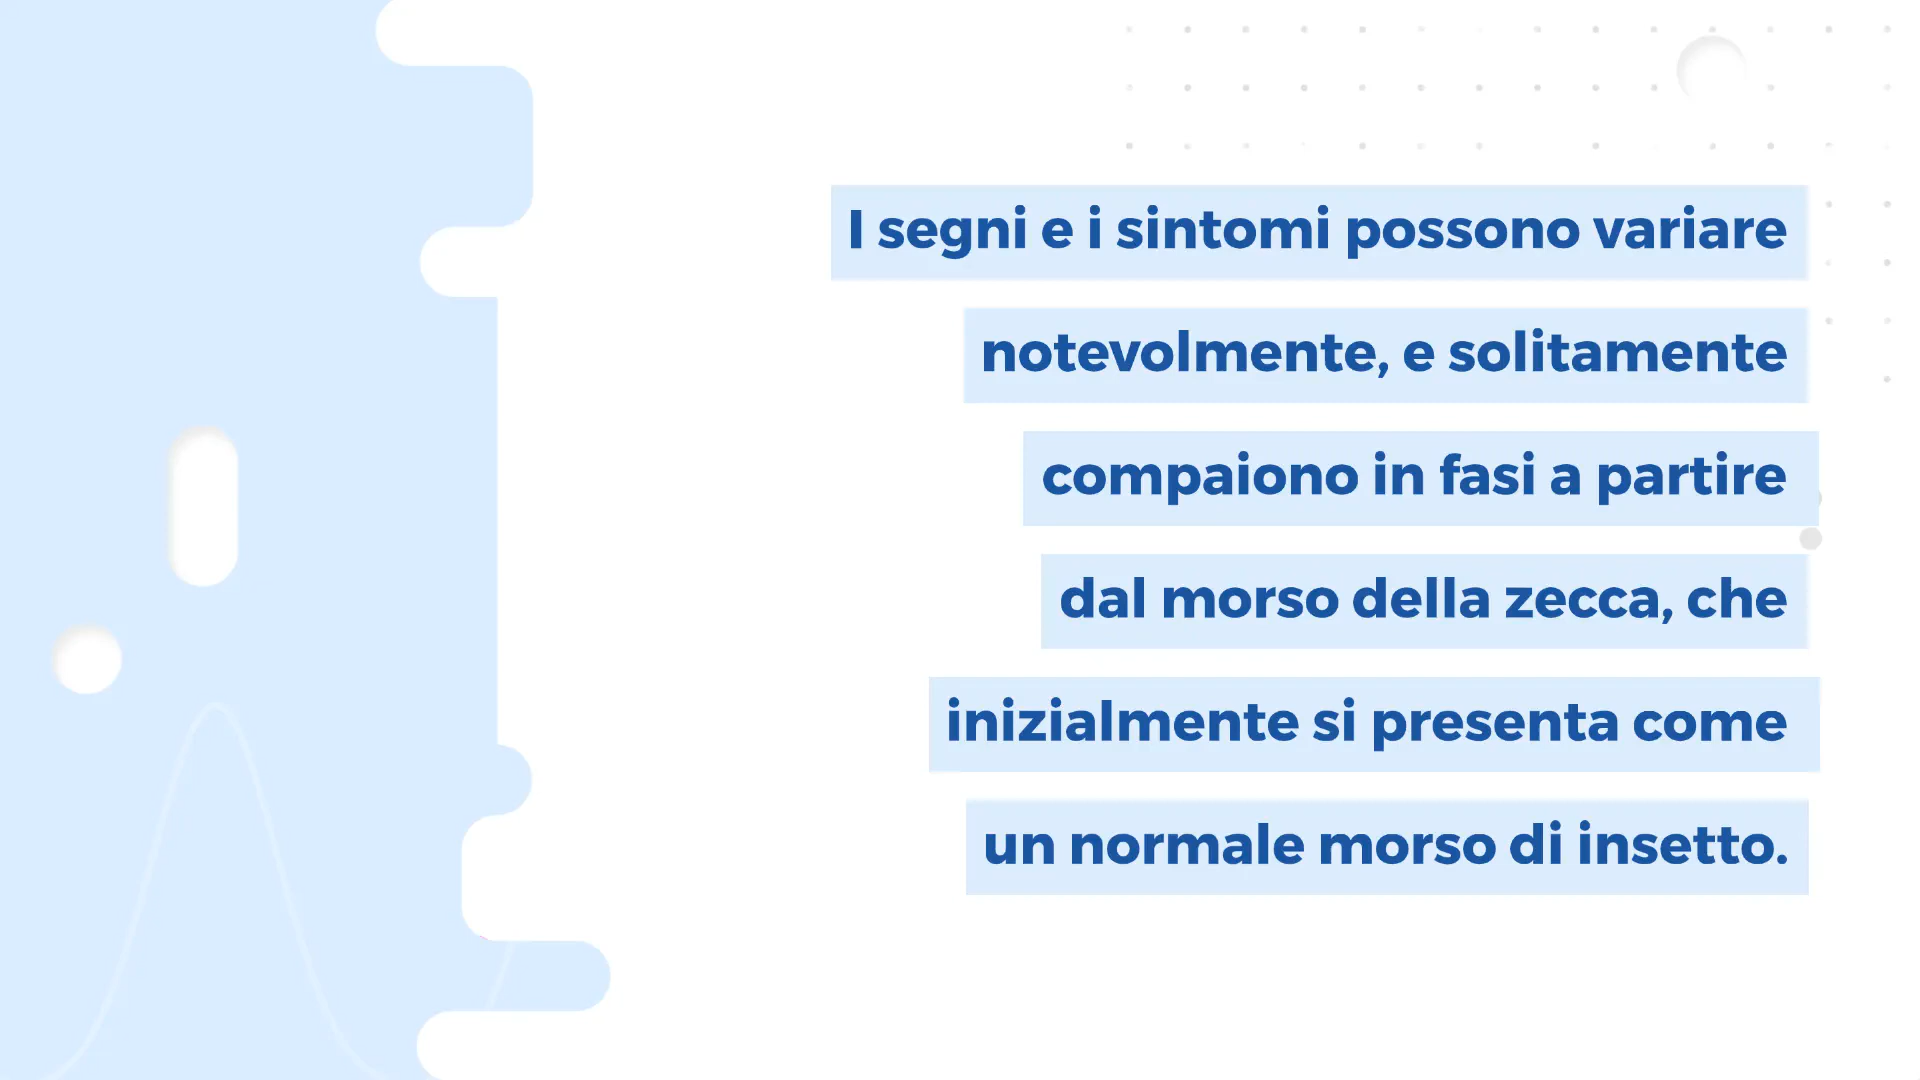 I segni e i sintomi possono variare
notevolmente, e solitamente
compaiono in fasi a partire
dal morso della zecca, che
inizialmente si presenta come
un normale morso di insetto.